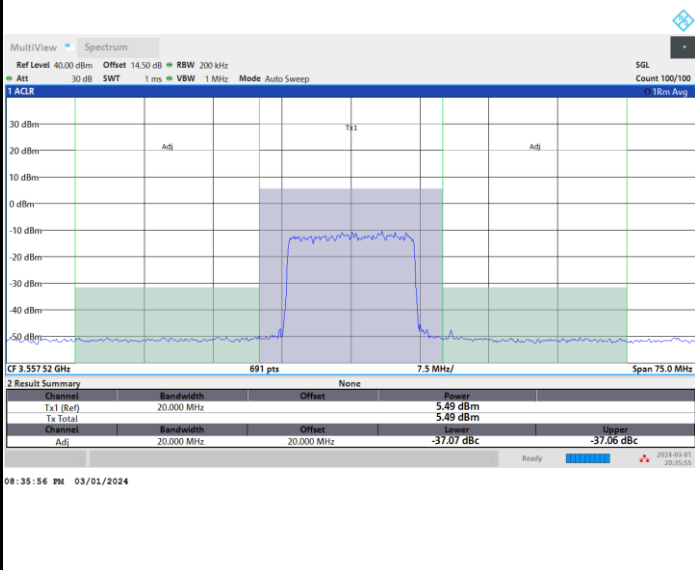 MultiView Spectrum
Ref Level 40.00 dBm Offset 14.50 dB RBW 200 kHz SGL
Att 30 dB SWT 1 ms VBW 1 MHz Mode Auto Sweep Count 100/100
1 ACLR 1Rm Avg
30 dBm
Tx1
Adj Adj
20 dBm
10 dBm
0 dBm
-10 dBm
-20 dBm
-30 dBm
-40 dBm
-50 dBm
CF 3.557 52 GHz 691 pts 7.5 MHz/ Span 75.0 MHz
2 Result Summary None
Channel Bandwidth Offset Power
Tx1 (Ref) 20.000 MHz 5.49 dBm
Tx Total 5.49 dBm
Channel Bandwidth Offset Lower Upper
Adj 20.000 MHz 20.000 MHz -37.07 dBc -37.06 dBc
Ready 2024-03-01
20:35:55
08:35:56 PM 03/01/2024